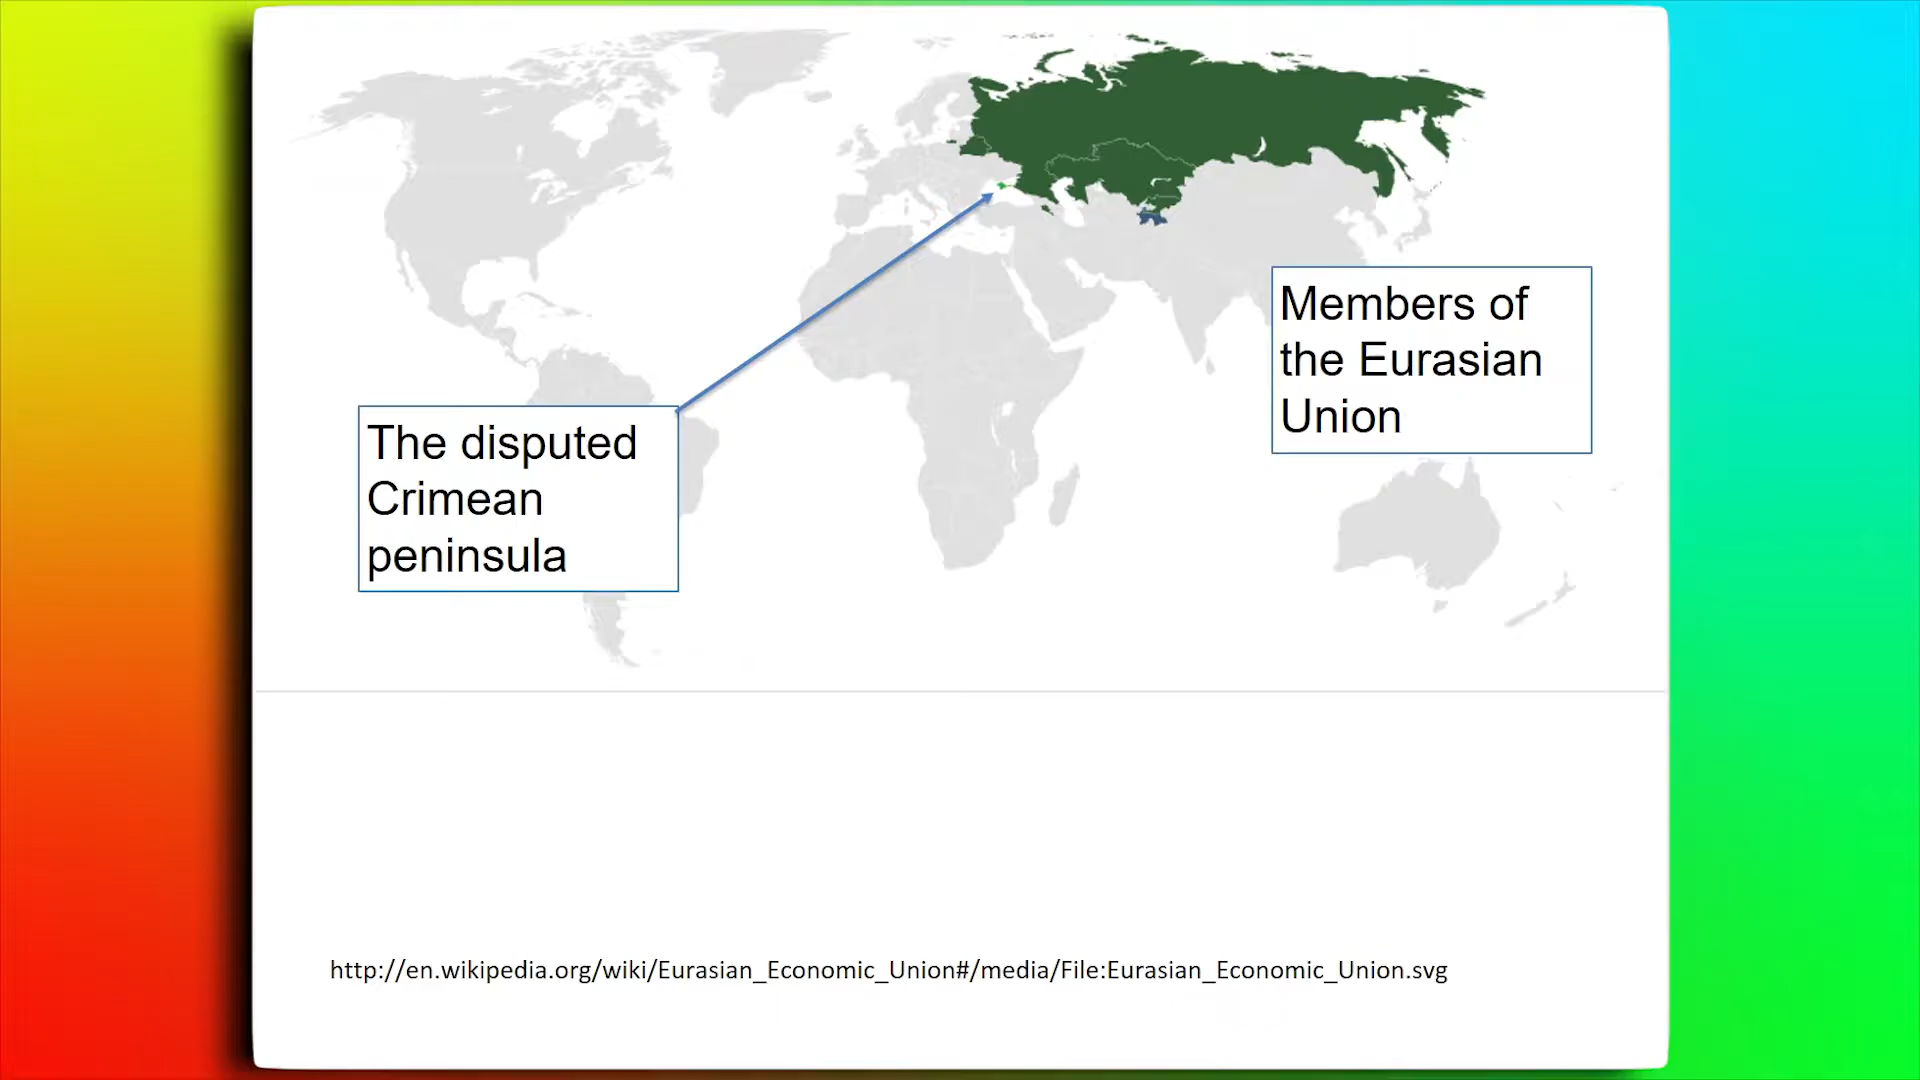 Members of
the Eurasian
Union
The disputed
Crimean
peninsula
http://en.wikipedia.org/wiki/Eurasian_Economic_Union#/media/File:Eurasian_Economic_Union.svg